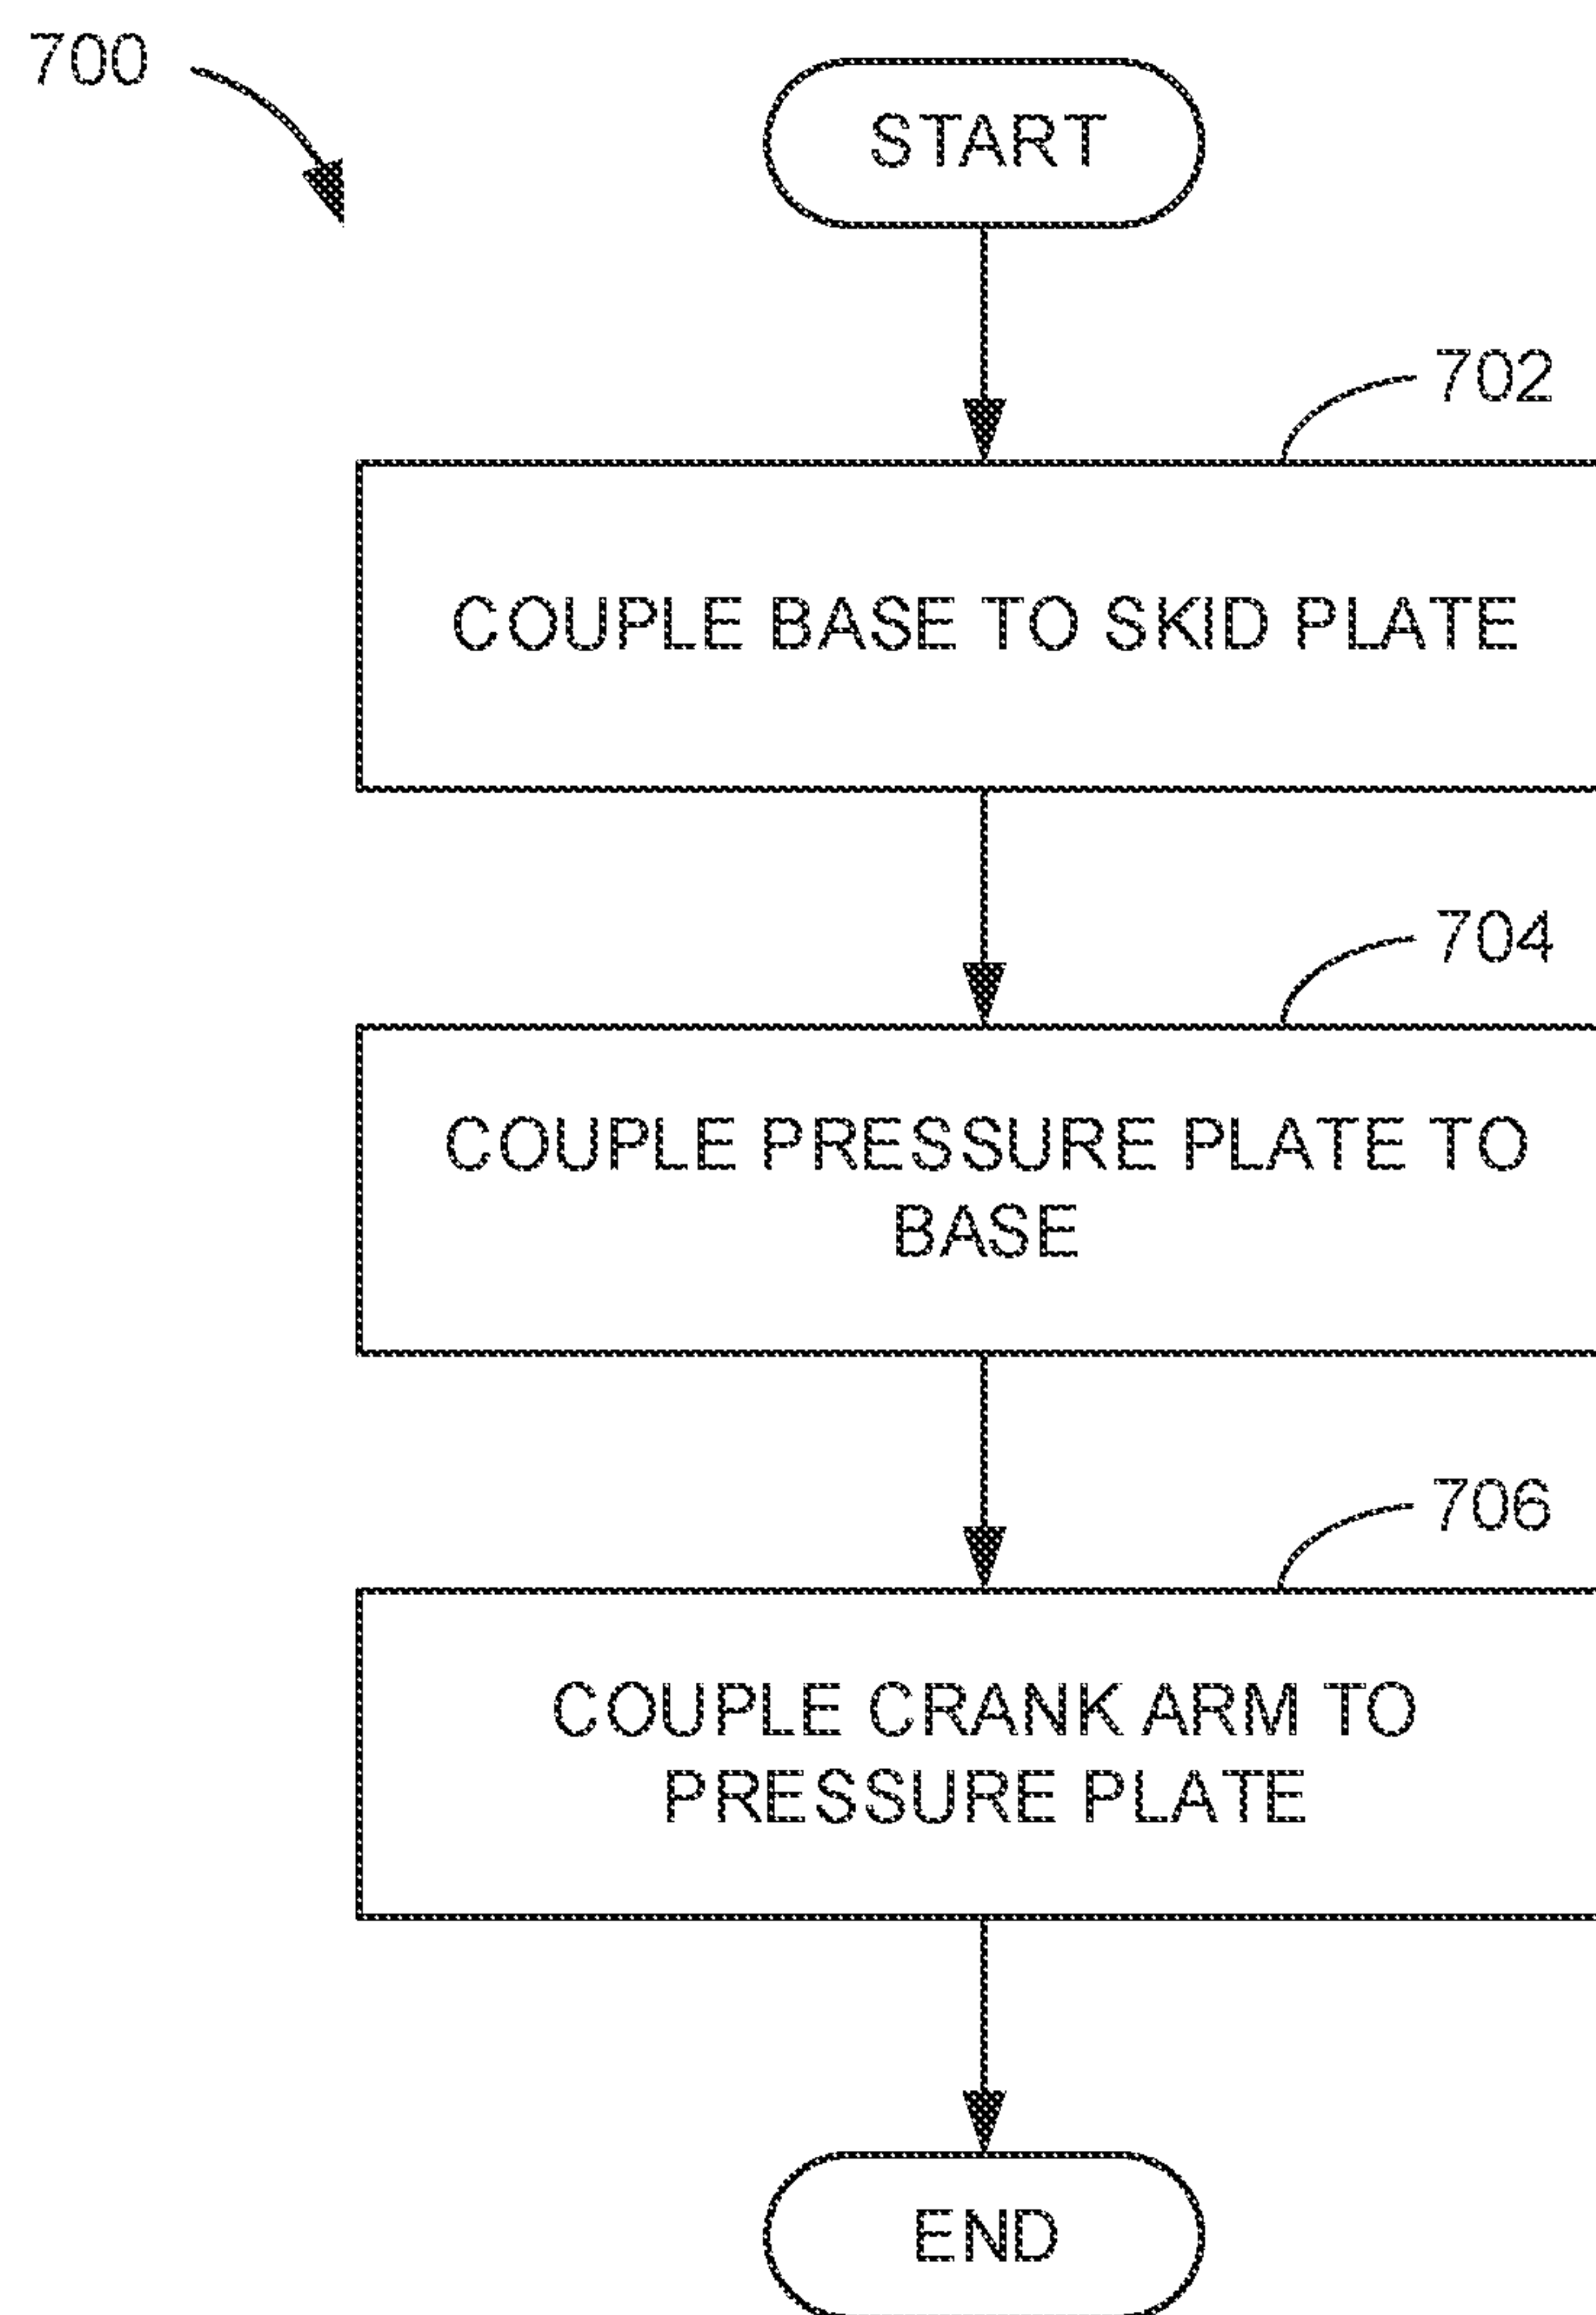 700
START
702
COUPLE BASE TO SKID PLATE
704
COUPLE PRESSURE PLATE TO
BASE
706
COUPLE CRANK ARM TO
PRESSURE PLATE
END